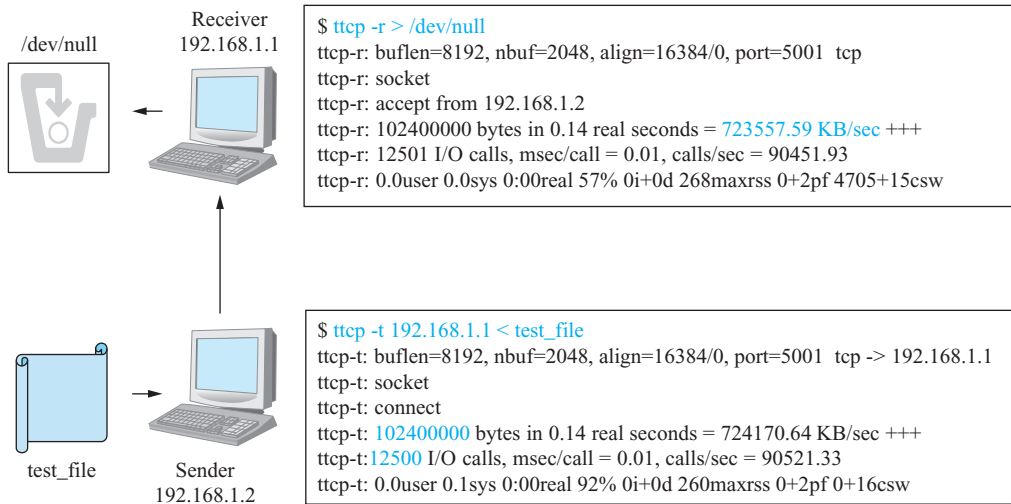 Receiver
192.168.1.1
/dev/null
$ ttcp -r > /dev/null
ttcp-r: buflen=8192, nbuf=2048, align=16384/0, port=5001 tcp
ttcp-r: socket
ttcp-r: accept from 192.168.1.2
ttcp-r: 102400000 bytes in 0.14 real seconds = 723557.59 KB/sec +++
ttcp-r: 12501 I/O calls, msec/call = 0.01, calls/sec = 90451.93
ttcp-r: 0.0user 0.0sys 0:00real 57% 0i+0d 268maxrss 0+2pf 4705+15csw
test_file
Sender
192.168.1.2
$ ttcp -t 192.168.1.1 < test_file
ttcp-t: buflen=8192, nbuf=2048, align=16384/0, port=5001 tcp -> 192.168.1.1
ttcp-t: socket
ttcp-t: connect
ttcp-t: 102400000 bytes in 0.14 real seconds = 724170.64 KB/sec +++
ttcp-t:12500 I/O calls, msec/call = 0.01, calls/sec = 90521.33
ttcp-t: 0.0user 0.1sys 0:00real 92% 0i+0d 260maxrss 0+2pf 0+16csw